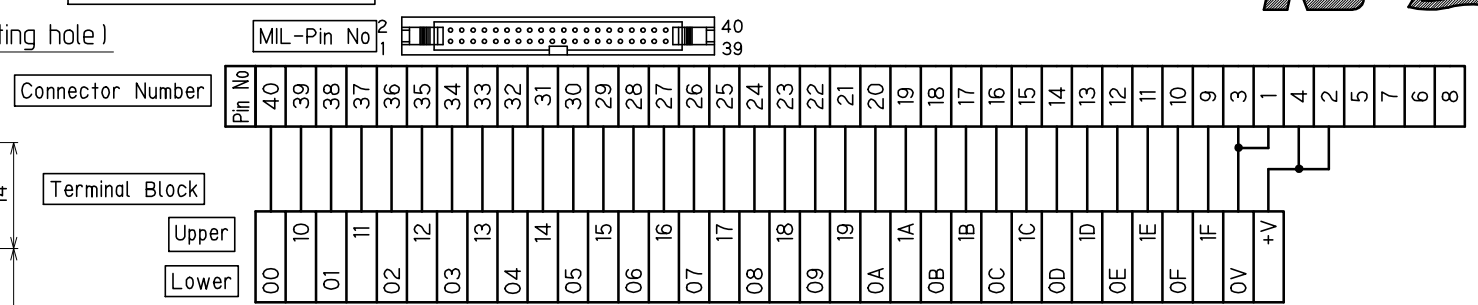 ting hole)
MIL-Pin No
2 40
1 39
Connector Number
Pin No 40 39 38 37 36 35 34 33 32 31 30 29 28 27 26 25 24 23 22 21 20 19 18 17 16 15 14 13 12 11 10 9 3 1 4 2 5 7 6 8
Terminal Block
Upper 10 11 12 13 14 15 16 17 18 19 1A 1B 1C 1D 1E 1F +V
Lower 00 01 02 03 04 05 06 07 08 09 0A 0B 0C 0D 0E 0F 0V